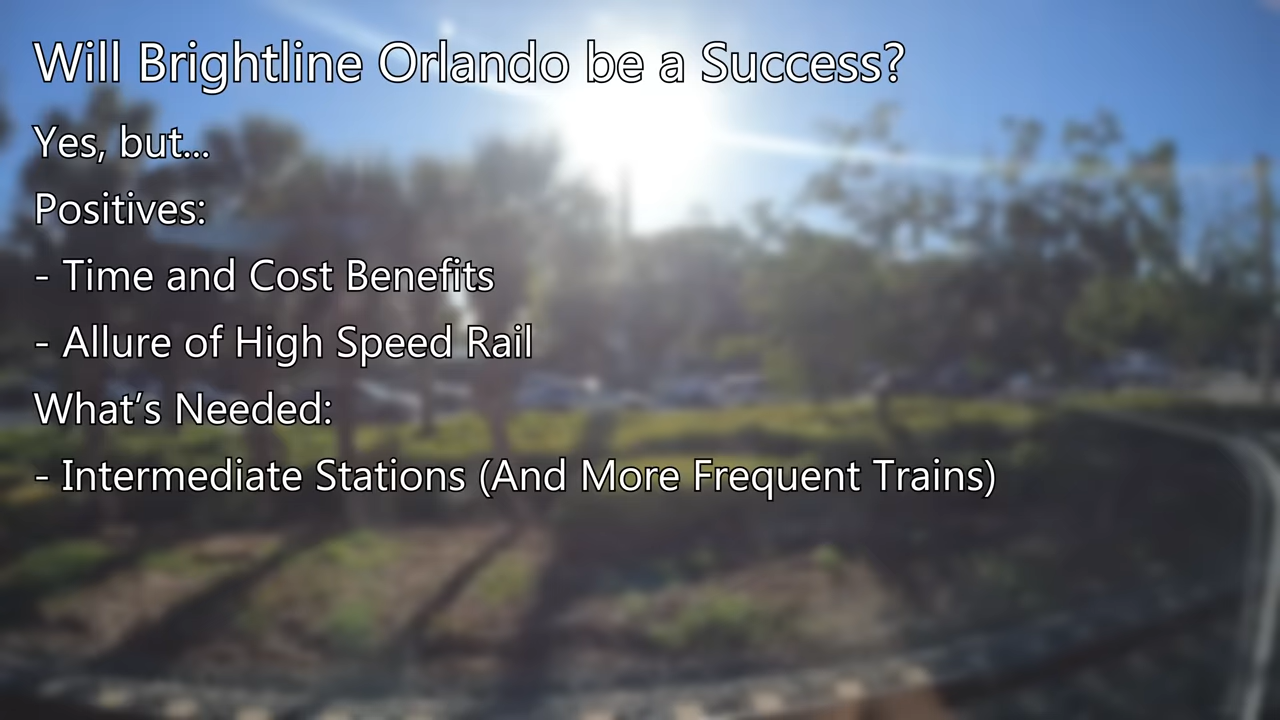 Will Brightline Orlando be a Success?
Yes, but...
Positives:
- Time and Cost Benefits
- Allure of High Speed Rail
What's Needed:
- Intermediate Stations (And More Frequent Trains)